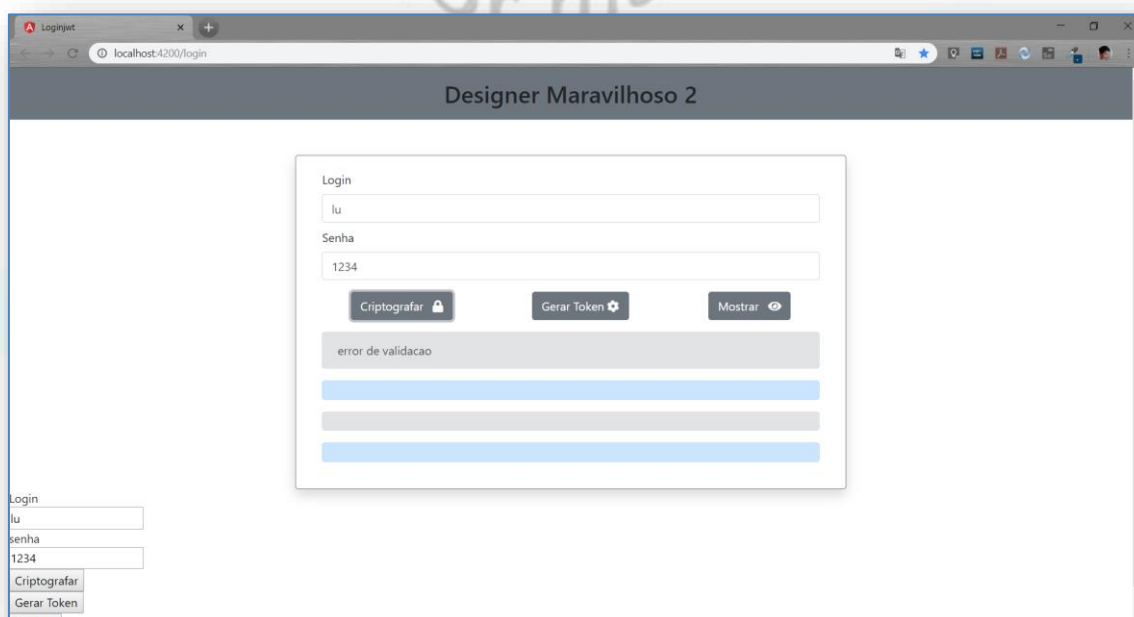 Loginjwt
localhost:4200/login
Designer Maravilhoso 2
Login
lu
Senha
1234
Criptografar
Gerar Token
Mostrar
error de validacao
Login
lu
senha
1234
Criptografar
Gerar Token